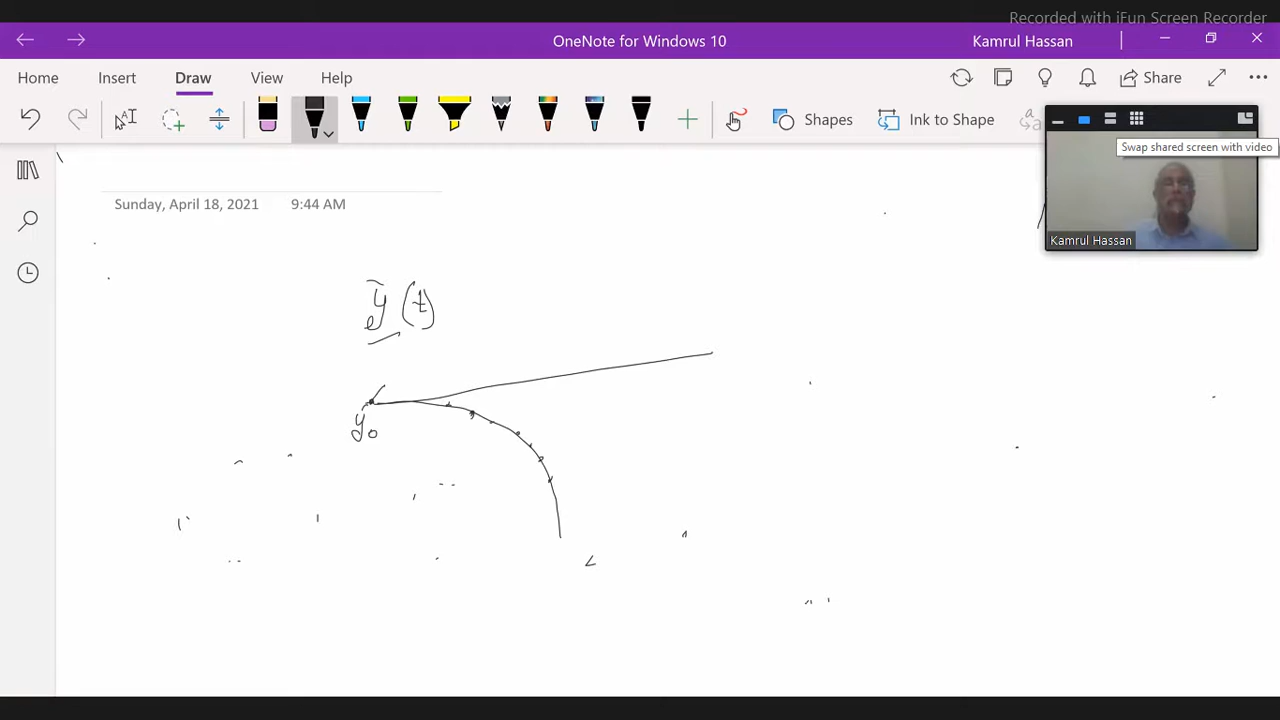 Recorded with iFun Screen Recorder
OneNote for Windows 10
Kamrul Hassan
Home Insert Draw View Help
Share
Shapes
Ink to Shape
Swap shared screen with video
Sunday, April 18, 2021 9:44 AM
Kamrul Hassan
y (t)
y₀